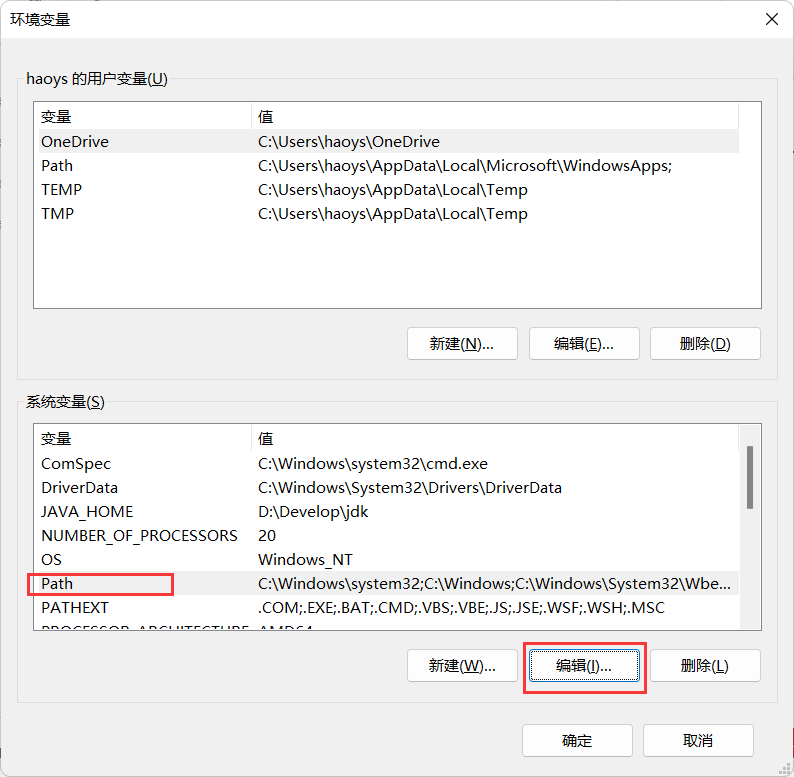 环境变量
haoys 的用户变量(U)
变量 值
OneDrive C:\Users\haoys\OneDrive
Path C:\Users\haoys\AppData\Local\Microsoft\WindowsApps;
TEMP C:\Users\haoys\AppData\Local\Temp
TMP C:\Users\haoys\AppData\Local\Temp
新建(N)... 编辑(E)... 删除(D)
系统变量(S)
变量 值
ComSpec C:\Windows\system32\cmd.exe
DriverData C:\Windows\System32\Drivers\DriverData
JAVA_HOME D:\Develop\jdk
NUMBER_OF_PROCESSORS 20
OS Windows_NT
Path C:\Windows\system32;C:\Windows;C:\Windows\System32\Wbe...
PATHEXT .COM;.EXE;.BAT;.CMD;.VBS;.VBE;.JS;.JSE;.WSF;.WSH;.MSC
PROCESSOR_ARCHITECTURE AMD64
新建(W)... 编辑(I)... 删除(L)
确定 取消